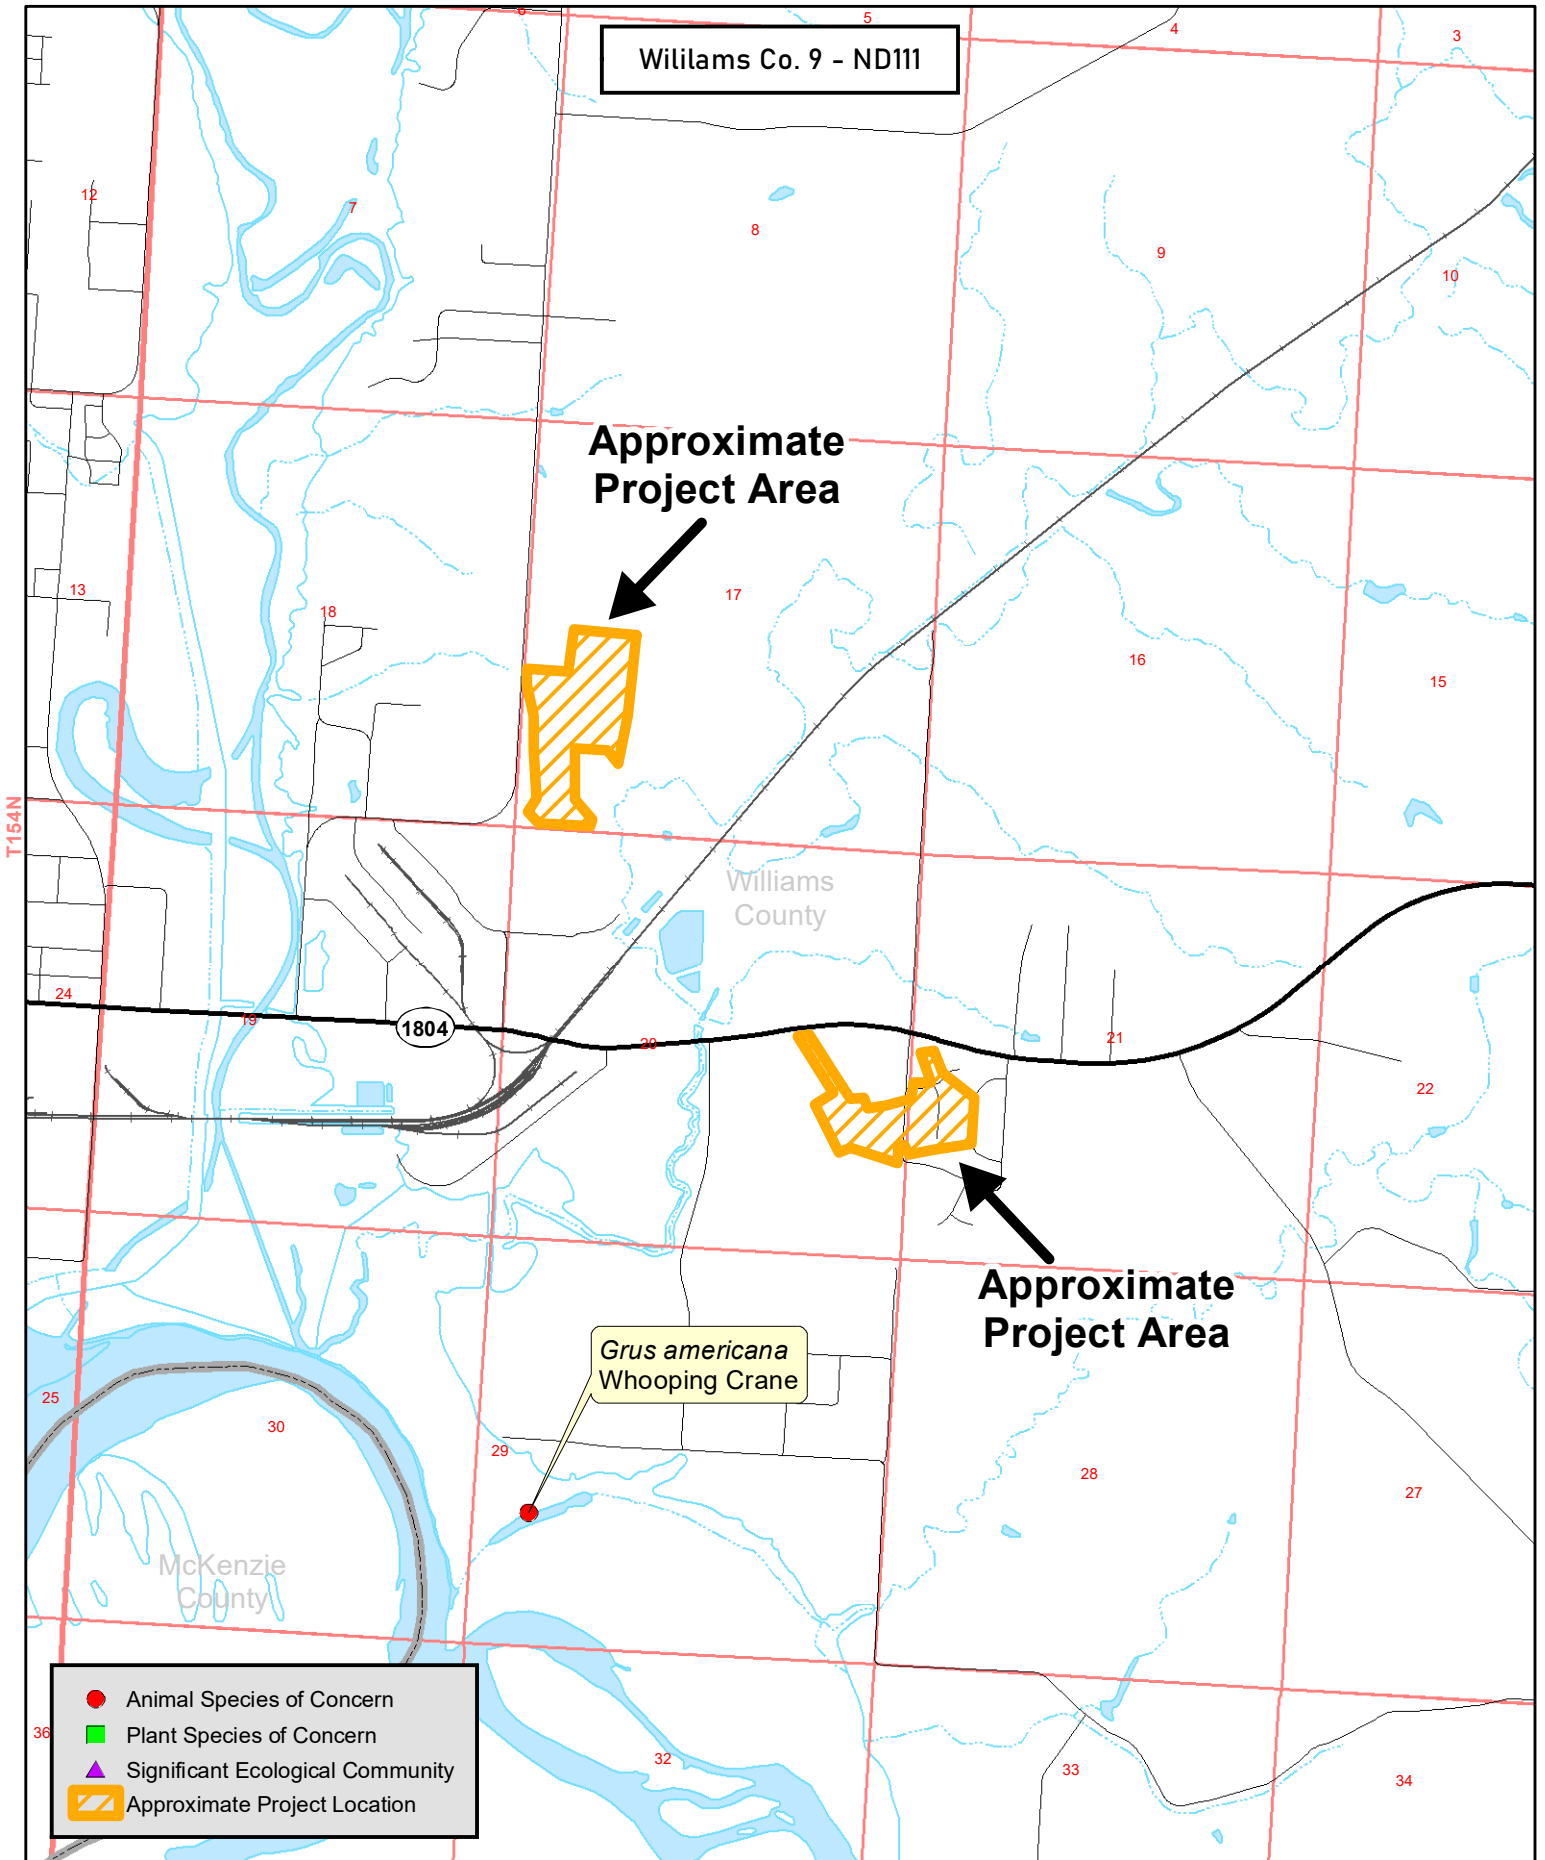 6
5
4
3
Wililams Co. 9 - ND111
12
7
8
9
10
Approximate
Project Area
13
18
17
16
15
T154N
Williams
County
24
19
1804
20
21
22
Approximate
Project Area
Grus americana
Whooping Crane
25
30
29
28
27
McKenzie
County
36
32
33
34
Animal Species of Concern
Plant Species of Concern
Significant Ecological Community
Approximate Project Location